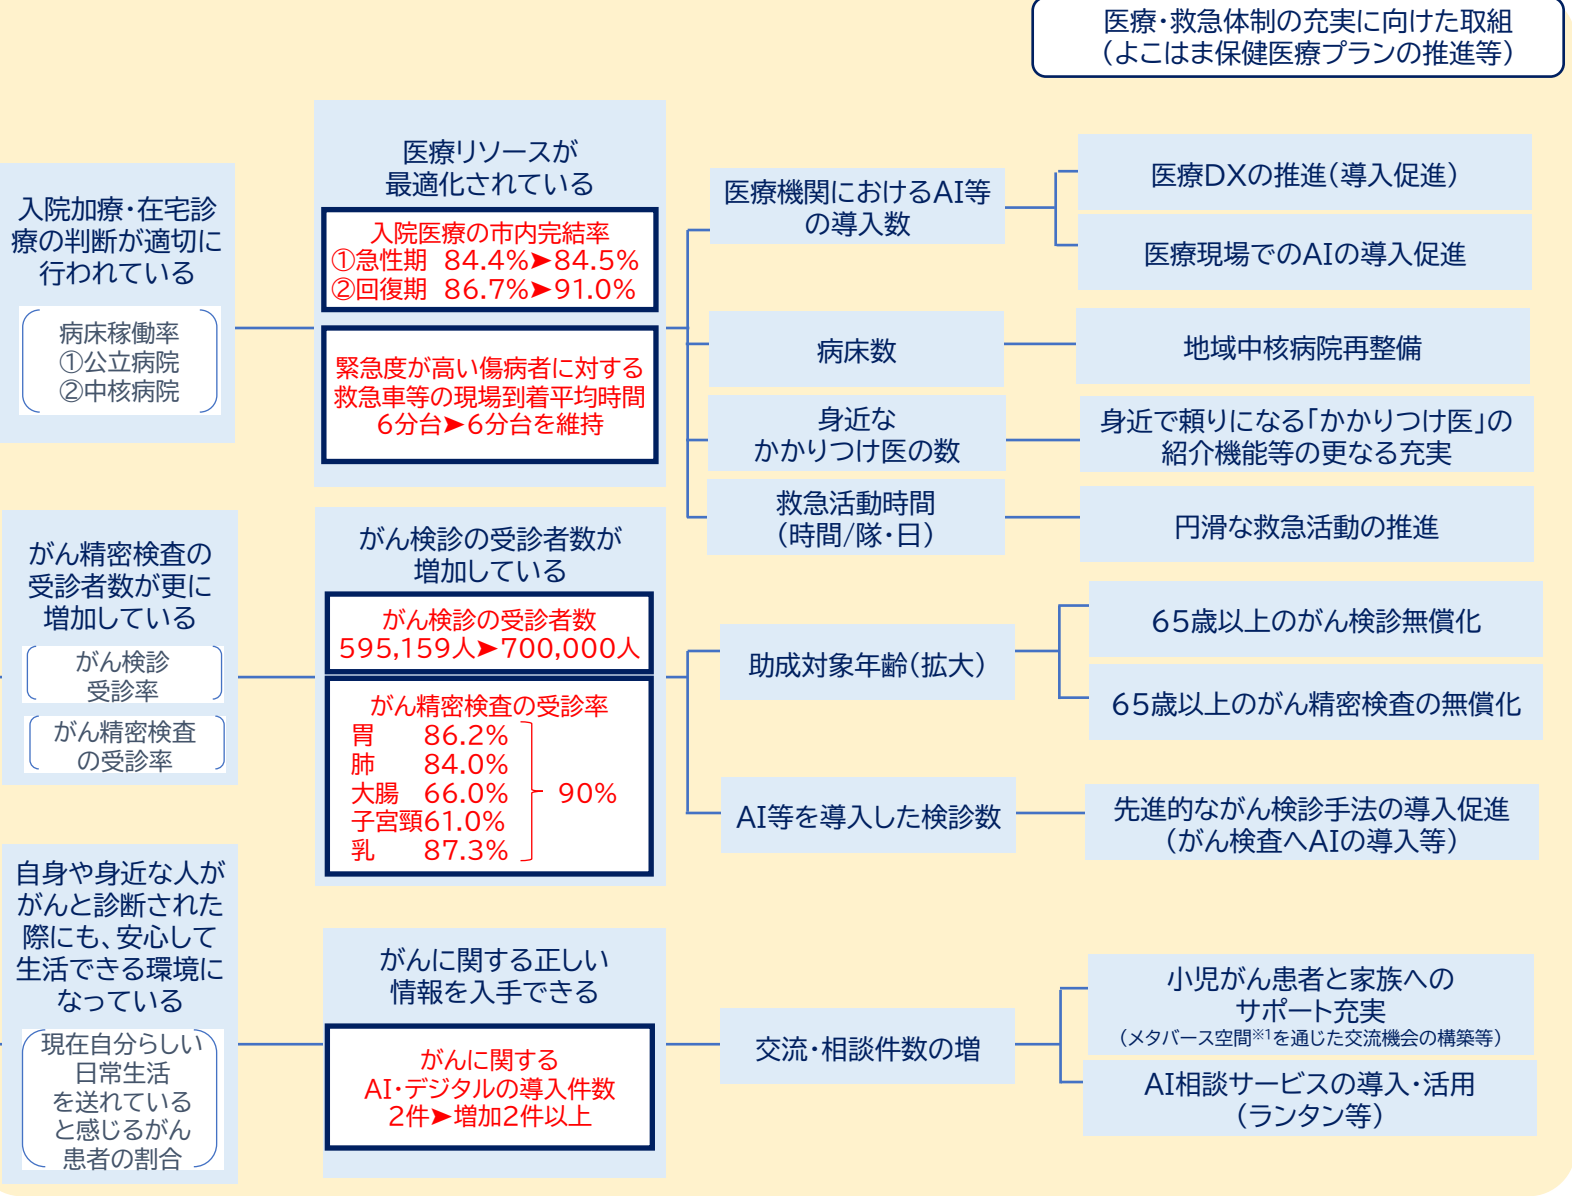 医療・救急体制の充実に向けた取組
（よこはま保健医療プランの推進等）
入院加療・在宅診
療の判断が適切に
行われている
病床稼働率
①公立病院
②中核病院
医療リソースが
最適化されている
入院医療の市内完結率
①急性期 84.4%➤84.5%
②回復期 86.7%➤91.0%
緊急度が高い傷病者に対する
救急車等の現場到着平均時間
6分台➤6分台を維持
医療機関におけるAI等
の導入数
医療DXの推進（導入促進）
医療現場でのAIの導入促進
病床数
地域中核病院再整備
身近な
かかりつけ医の数
身近で頼りになる「かかりつけ医」の
紹介機能等の更なる充実
救急活動時間
（時間/隊・日）
円滑な救急活動の推進
がん精密検査の
受診者数が更に
増加している
がん検診
受診率
がん精密検査
の受診率
がん検診の受診者数が
増加している
がん検診の受診者数
595,159人➤700,000人
がん精密検査の受診率
胃 86.2%
肺 84.0%
大腸 66.0%
子宮頸61.0%
乳 87.3%
90%
助成対象年齢（拡大）
65歳以上のがん検診無償化
65歳以上のがん精密検査の無償化
AI等を導入した検診数
先進的ながん検診手法の導入促進
（がん検査へAIの導入等）
自身や身近な人が
がんと診断された
際にも、安心して
生活できる環境に
なっている
現在自分らしい
日常生活
を送れている
と感じるがん
患者の割合
がんに関する正しい
情報を入手できる
がんに関する
AI・デジタルの導入件数
2件➤増加2件以上
交流・相談件数の増
小児がん患者と家族への
サポート充実
（メタバース空間※1を通じた交流機会の構築等）
AI相談サービスの導入・活用
（ランタン等）